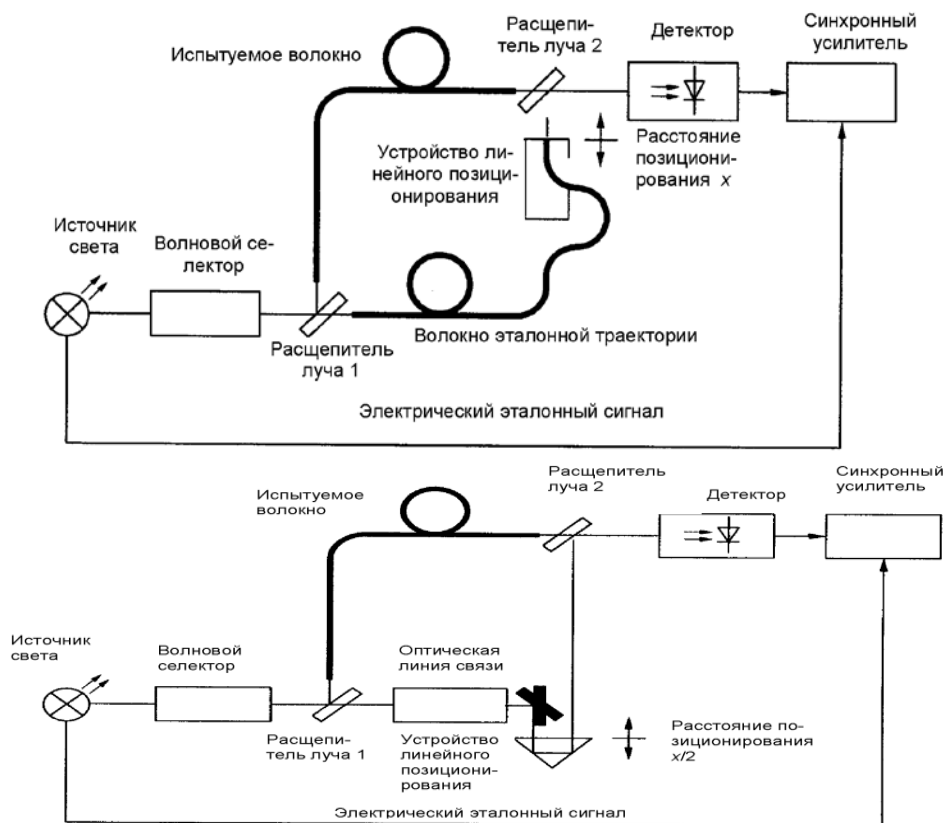 Испытуемое волокно
Расщепи-
тель луча 2
Детектор
Синхронный
усилитель
Устройство ли-
нейного позици-
онирования
Расстояние
позициони-
рования x
Источник
света
Волновой се-
лектор
Расщепитель
луча 1
Волокно эталонной траектории
Электрический эталонный сигнал
Испытуемое
волокно
Расщепитель
луча 2
Детектор
Синхронный
усилитель
Источник
света
Волновой
селектор
Оптическая
линия связи
Расщепи-
тель луча 1
Устройство
линейного
позициони-
рования
Расстояние по-
зиционирования
x/2
Электрический эталонный сигнал